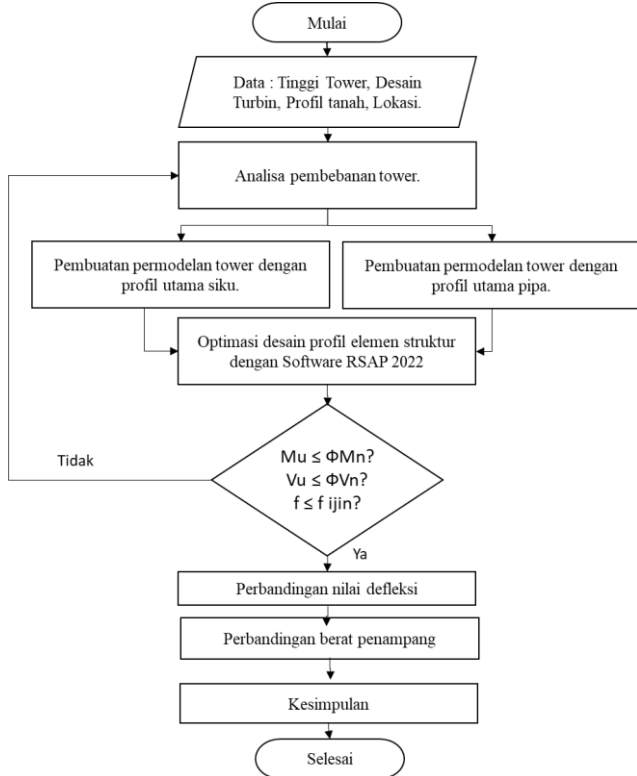 Mulai
Data : Tinggi Tower, Desain
Turbin, Profil tanah, Lokasi.
Analisa pembebanan tower.
Pembuatan permodelan tower dengan
profil utama siku.
Pembuatan permodelan tower dengan
profil utama pipa.
Optimasi desain profil elemen struktur
dengan Software RSAP 2022
Tidak
Mu ≤ ΦMn?
Vu ≤ ΦVn?
f ≤ f ijin?
Ya
Perbandingan nilai defleksi
Perbandingan berat penampang
Kesimpulan
Selesai